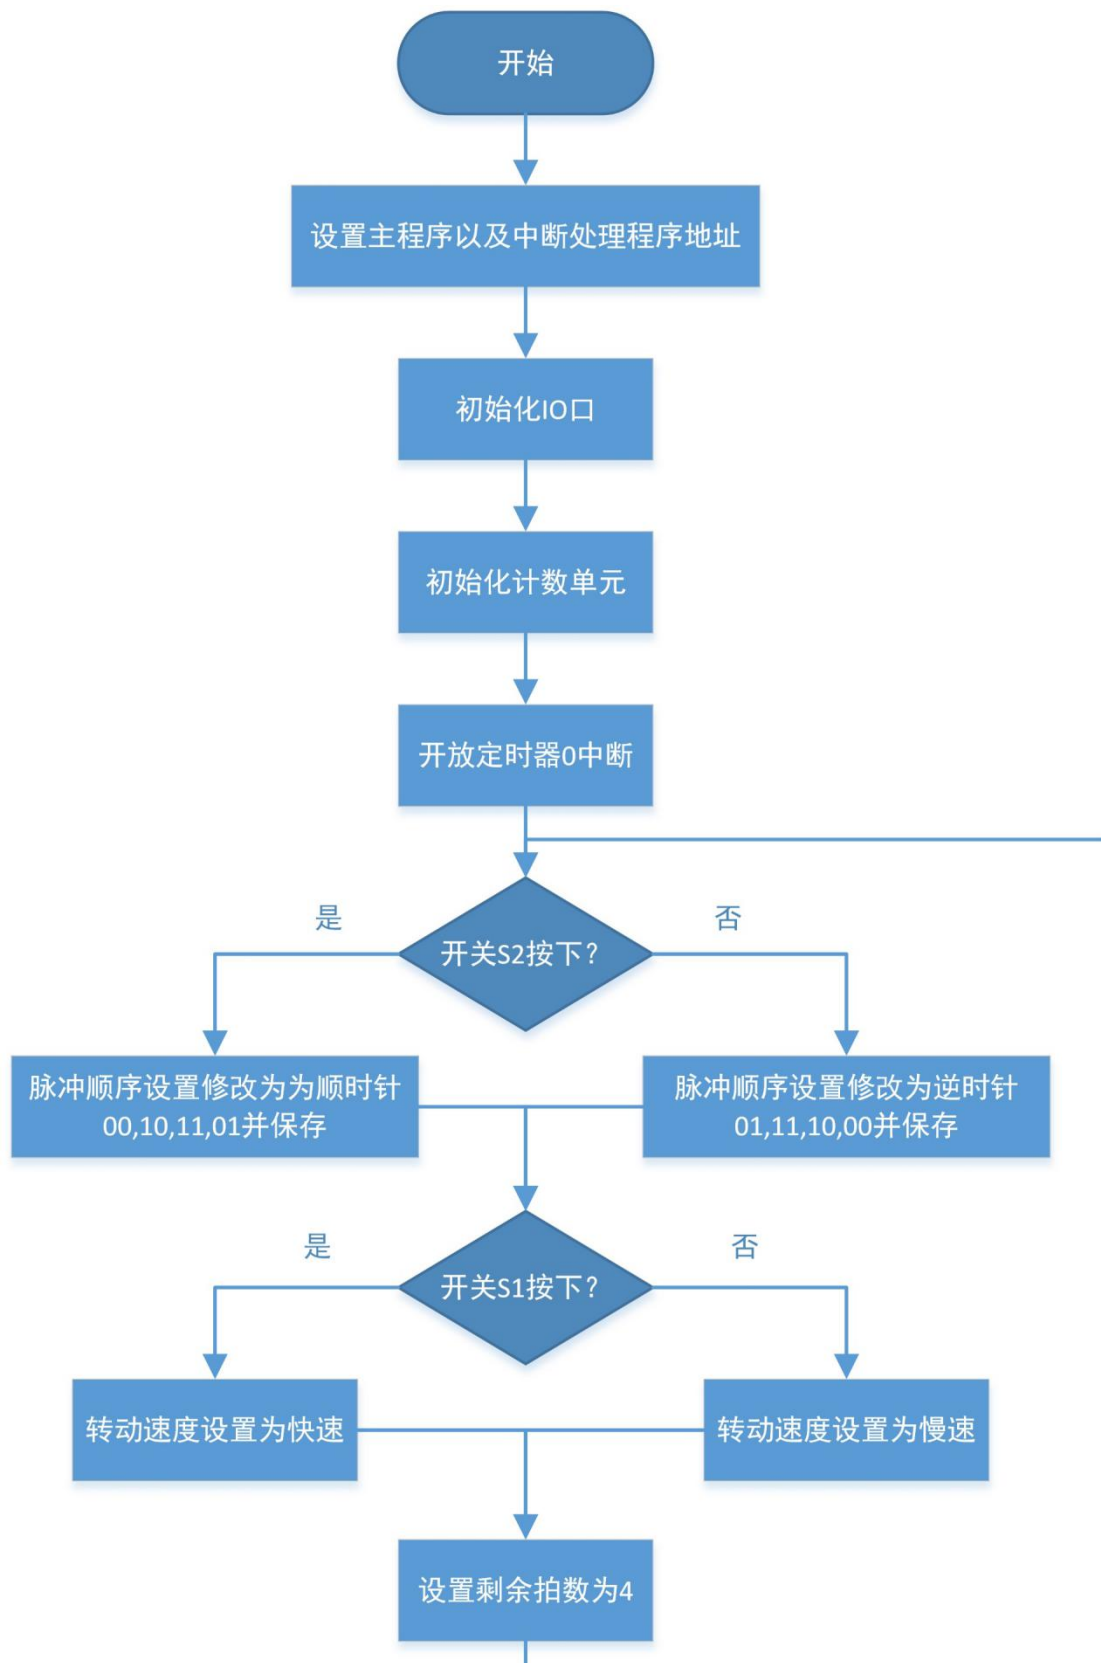 开始
设置主程序以及中断处理程序地址
初始化IO口
初始化计数单元
开放定时器0中断
开关S2按下?
是
否
脉冲顺序设置修改为为顺时针
00,10,11,01并保存
脉冲顺序设置修改为逆时针
01,11,10,00并保存
开关S1按下?
是
否
转动速度设置为快速
转动速度设置为慢速
设置剩余拍数为4